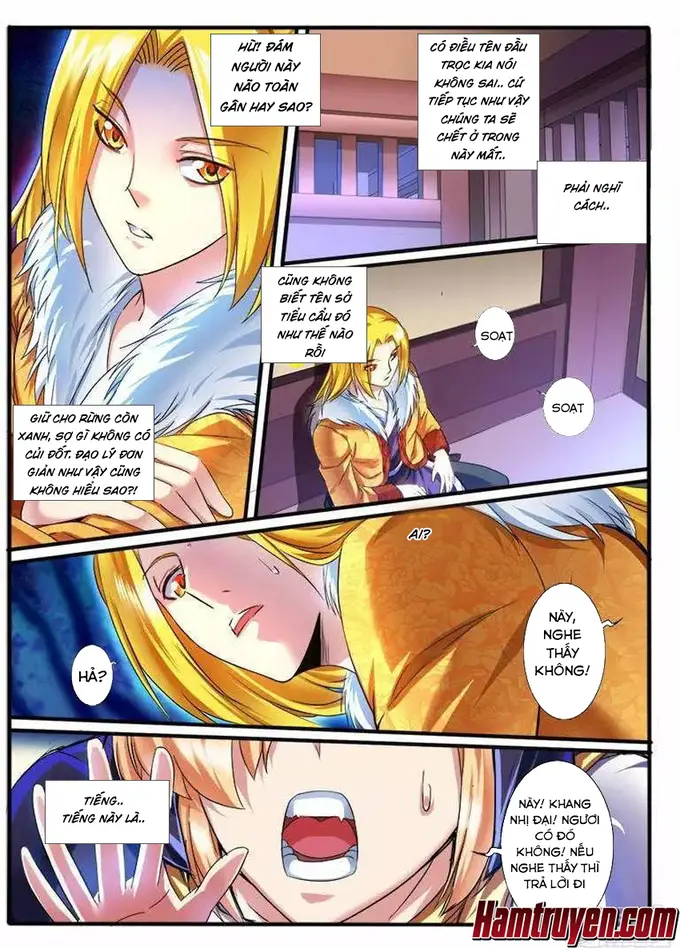 HỪ! ĐÁM
NGƯỜI NÀY
NÃO TOÀN
GÂN HAY SAO?
CÓ ĐIỀU TÊN ĐẦU
TRỌC KIA NÓI
KHÔNG SAI.. CỨ
TIẾP TỤC NHƯ VẬY
CHÚNG TA SẼ
CHẾT Ở TRONG
NÀY MẤT..
PHẢI NGHĨ
CÁCH..
CŨNG KHÔNG
BIẾT TÊN SỞ
TIỂU CẨU ĐÓ
NHƯ THẾ NÀO
RỒI
SOẠT
SOẠT
GIỮ CHO RỪNG CÒN
XANH, SỢ GÌ KHÔNG CÓ
CỦI ĐỐT. ĐẠO LÝ ĐƠN
GIẢN NHƯ VẬY CŨNG
KHÔNG HIỂU SAO?!
AI?
NÀY,
NGHE
THẤY
KHÔNG!
HẢ?
TIẾNG..
TIẾNG NÀY LÀ..
NÀY! KHANG
NHỊ ĐẠI! NGƯƠI
CÓ ĐÓ
KHÔNG! NẾU
NGHE THẤY THÌ
TRẢ LỜI ĐI
Hamtruyen.com